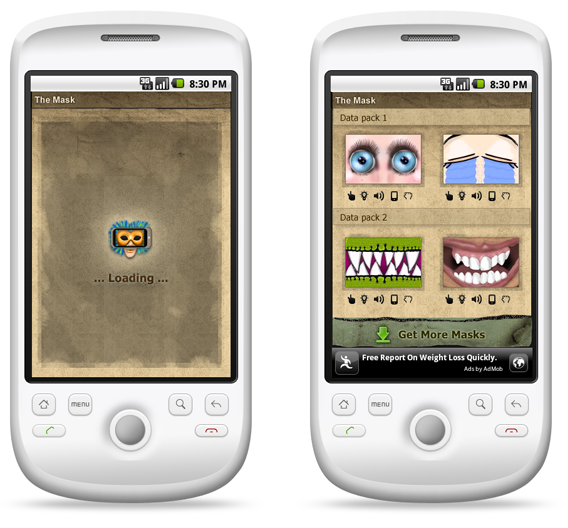 3G
8:30 PM
The Mask
... Loading ...
MENU
3G
8:30 PM
The Mask
Data pack 1
Data pack 2
Get More Masks
Free Report On Weight Loss Quickly.
Ads by AdMob
MENU